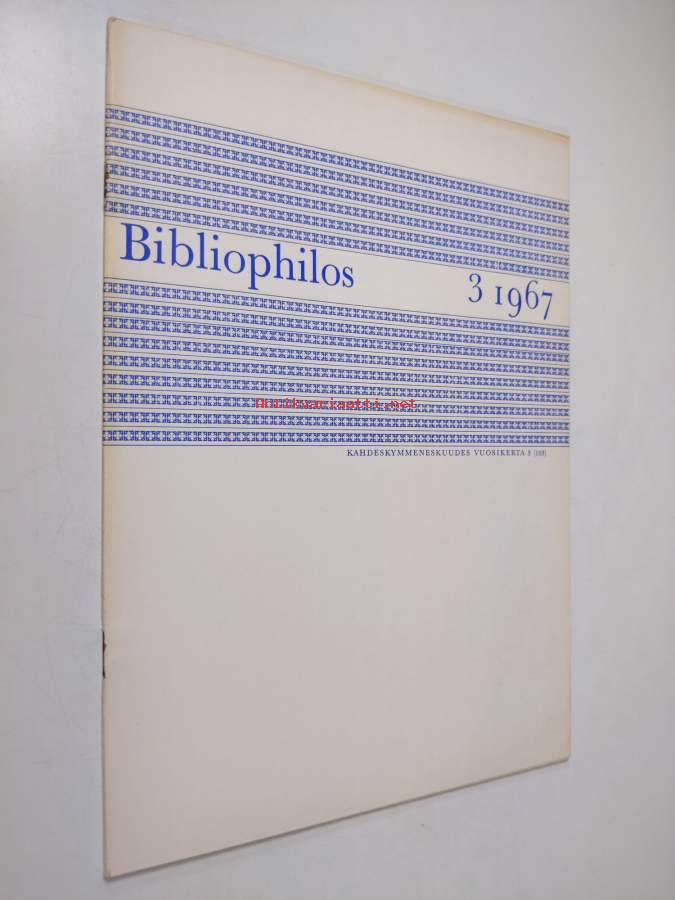 Bibliophilos 3 1967
Antikvariaatti.net
KAHDESKYMMENESKUUDES VUOSIKERTA 3